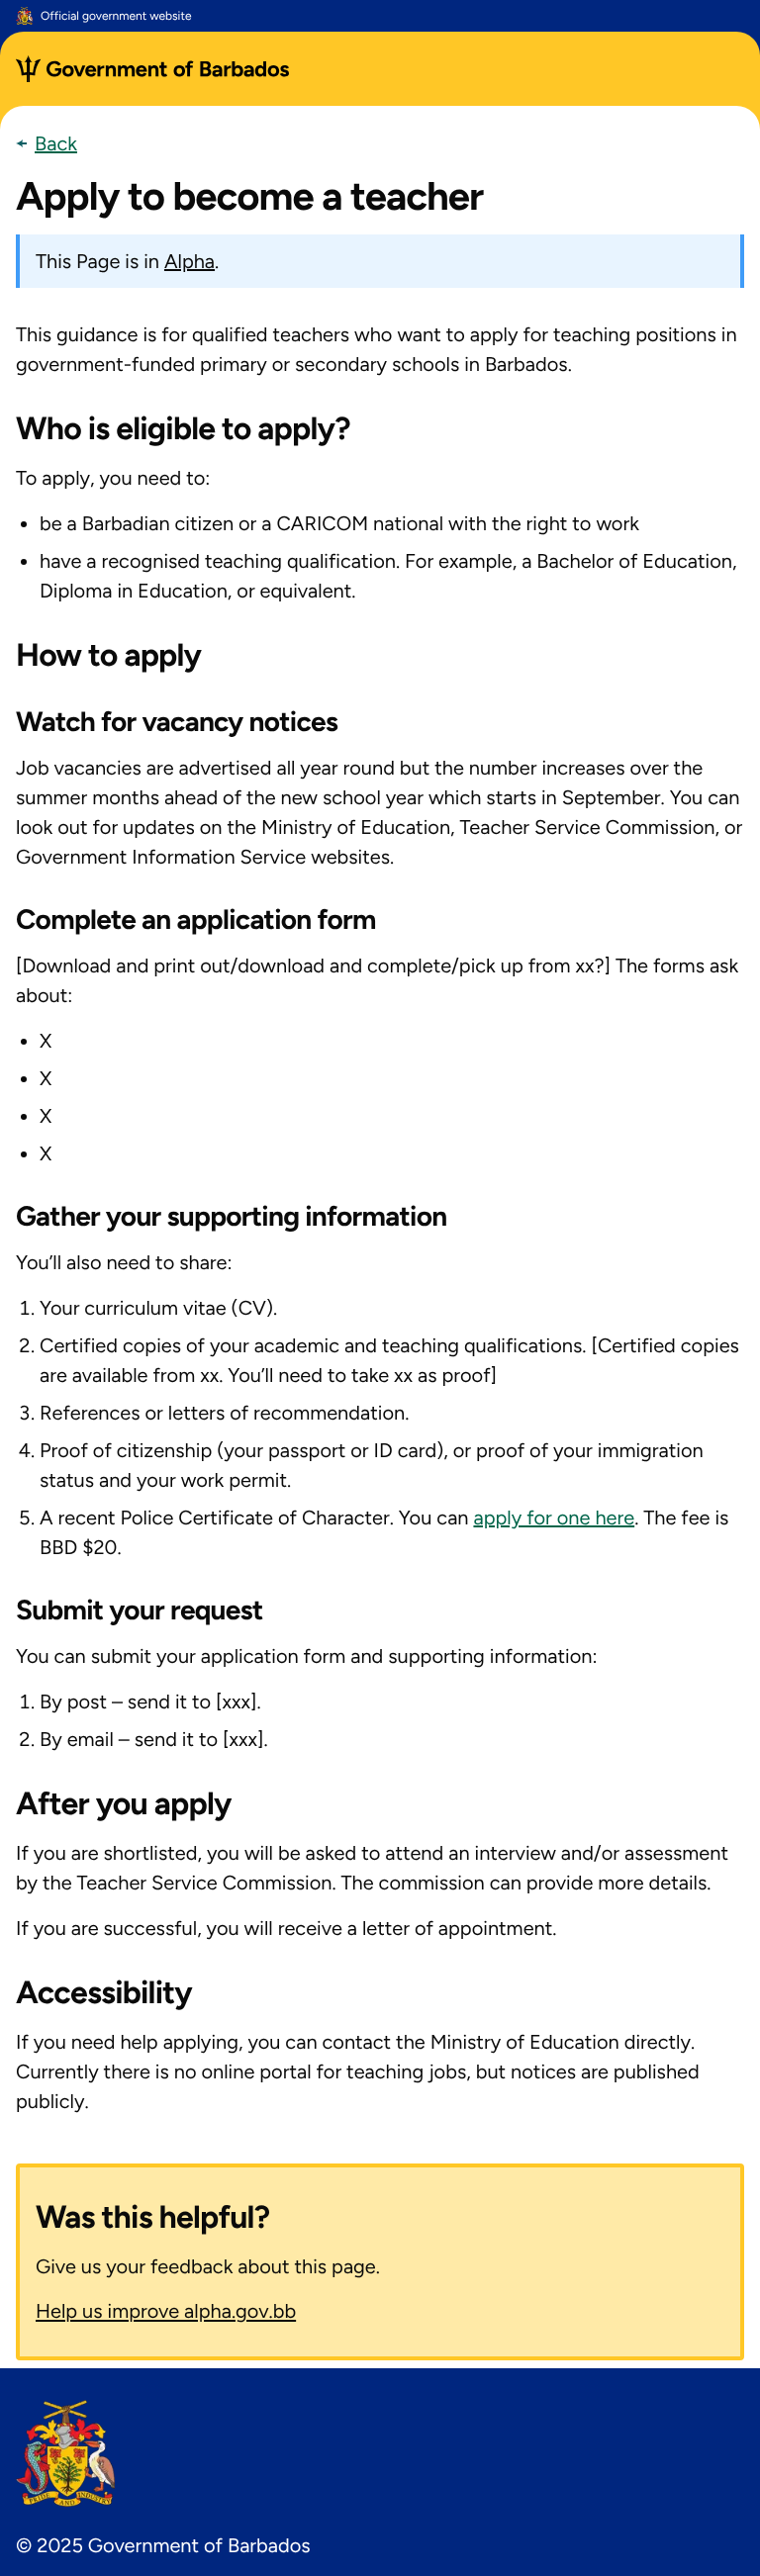 Official government website
Government of Barbados
← Back
Apply to become a teacher
This Page is in Alpha.
This guidance is for qualified teachers who want to apply for teaching positions in
government-funded primary or secondary schools in Barbados.
Who is eligible to apply?
To apply, you need to:
• be a Barbadian citizen or a CARICOM national with the right to work
• have a recognised teaching qualification. For example, a Bachelor of Education,
Diploma in Education, or equivalent.
How to apply
Watch for vacancy notices
Job vacancies are advertised all year round but the number increases over the
summer months ahead of the new school year which starts in September. You can
look out for updates on the Ministry of Education, Teacher Service Commission, or
Government Information Service websites.
Complete an application form
[Download and print out/download and complete/pick up from xx?] The forms ask
about:
• X
• X
• X
• X
Gather your supporting information
You’ll also need to share:
1. Your curriculum vitae (CV).
2. Certified copies of your academic and teaching qualifications. [Certified copies
are available from xx. You’ll need to take xx as proof]
3. References or letters of recommendation.
4. Proof of citizenship (your passport or ID card), or proof of your immigration
status and your work permit.
5. A recent Police Certificate of Character. You can apply for one here. The fee is
BBD $20.
Submit your request
You can submit your application form and supporting information:
1. By post – send it to [xxx].
2. By email – send it to [xxx].
After you apply
If you are shortlisted, you will be asked to attend an interview and/or assessment
by the Teacher Service Commission. The commission can provide more details.
If you are successful, you will receive a letter of appointment.
Accessibility
If you need help applying, you can contact the Ministry of Education directly.
Currently there is no online portal for teaching jobs, but notices are published
publicly.
Was this helpful?
Give us your feedback about this page.
Help us improve alpha.gov.bb
PRIDE AND INDUSTRY
© 2025 Government of Barbados